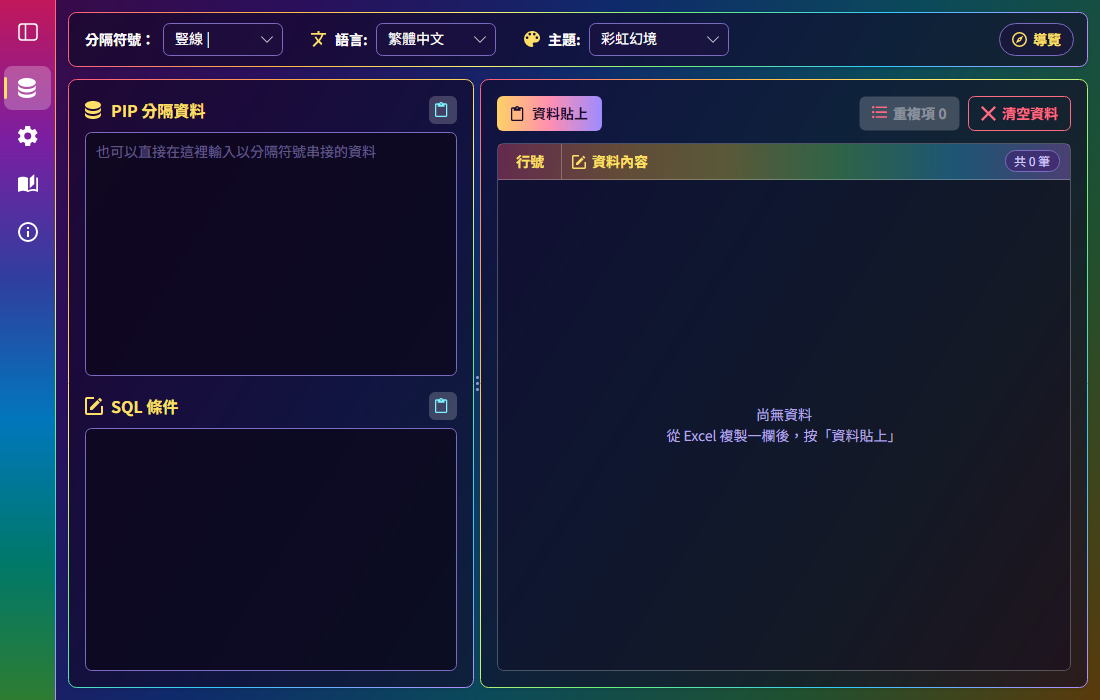 分隔符號：
豎線 |
語言:
繁體中文
主題:
彩虹幻境
導覽
PIP 分隔資料
也可以直接在這裡輸入以分隔符號串接的資料
SQL 條件
資料貼上
重複項 0
清空資料
行號
資料內容
共 0 筆
尚無資料
從 Excel 複製一欄後，按「資料貼上」